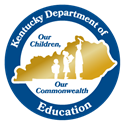 Kentucky Department of
Our
Children,
Our
Commonwealth
Education